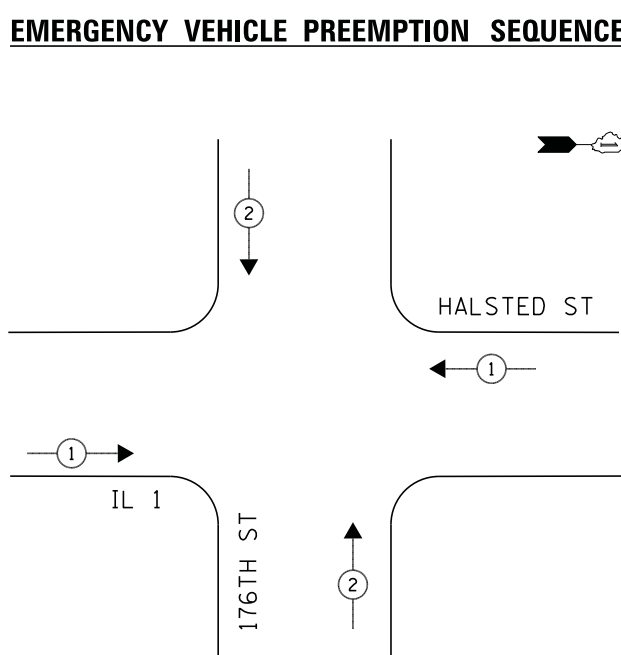 EMERGENCY VEHICLE PREEMPTION SEQUENCE
2
HALSTED ST
1
1
IL 1
176TH ST
2